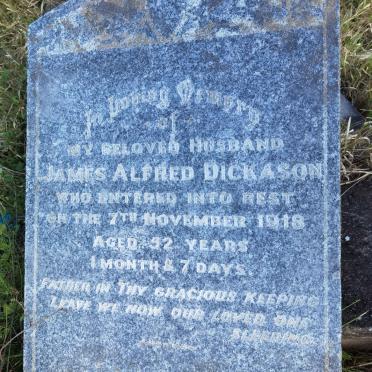 In Loving Memory
of
MY BELOVED HUSBAND
JAMES ALFRED DICKASON
WHO ENTERED INTO REST
ON THE 7TH NOVEMBER 1918
AGED 32 YEARS
1 MONTH & 7 DAYS.
FATHER IN THY GRACIOUS KEEPING
LEAVE WE NOW OUR LOVED ONE
SLEEPING.